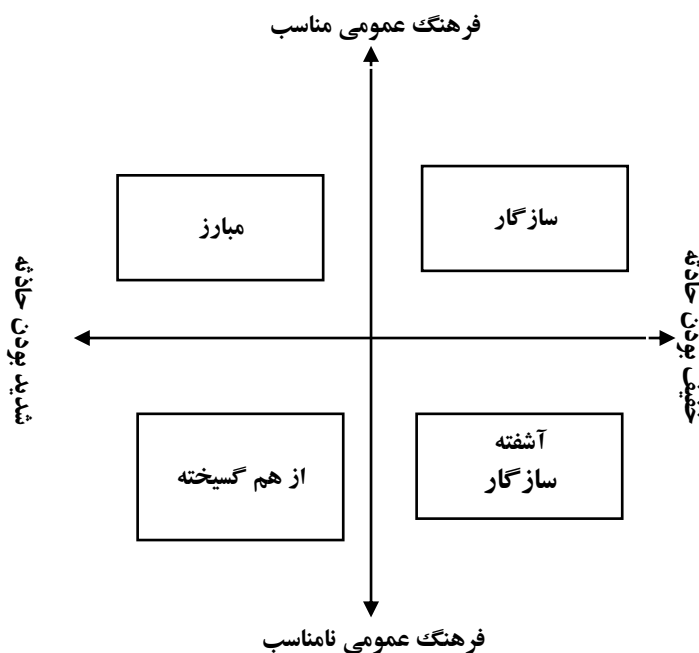 فرهنگ عمومی مناسب
سازگار
مبارز
خفیف بودن حادثه
شدید بودن حادثه
آشفته
سازگار
از هم گسیخته
فرهنگ عمومی نامناسب